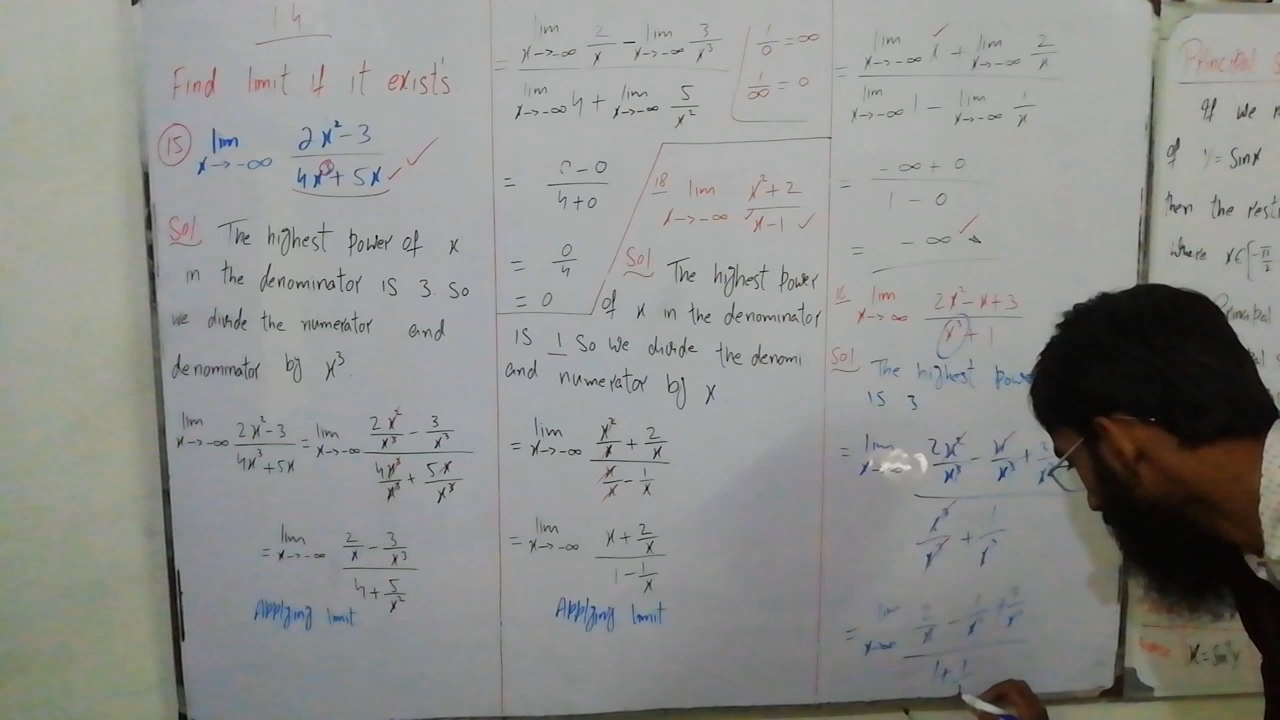 14
Find limit if it exists
15 lim x→-∞ (2x²-3)/(4x³+5x) ✓
Sol The highest power of x
in the denominator is 3. So
we divide the numerator and
denominator by x³
lim x→-∞ (2x²-3)/(4x³+5x) = lim x→-∞ (2x²/x³ - 3/x³)/(4x³/x³ + 5x/x³)
= lim x→-∞ (2/x - 3/x³)/(4 + 5/x²)
Applying limit
= (lim x→-∞ 2/x - lim x→-∞ 3/x³)/(lim x→-∞ 4 + lim x→-∞ 5/x²)
1/0 = ∞
1/∞ = 0
= (0-0)/(4+0)
= 0/4
= 0
18 lim x→-∞ (x²+2)/(x-1) ✓
Sol The highest power
of x in the denominator
is 1 So we divide the denomi
and numerator by x
= lim x→-∞ (x²/x + 2/x)/(x/x - 1/x)
= lim x→-∞ (x + 2/x)/(1 - 1/x)
Applying limit
= (lim x→-∞ x + lim x→-∞ 2/x)/(lim x→-∞ 1 - lim x→-∞ 1/x)
= (-∞+0)/(1-0)
= -∞
lim x→∞ (2x²-x+3)/(x³+1)
Sol The highest
is 3
= lim x→∞ (2x²/x³ - x/x³ + 3/x³)/(x³/x³ + 1/x³)
= lim x→∞
Principal
If we
of y = Sinx
then the rest
where x∈[-π/2